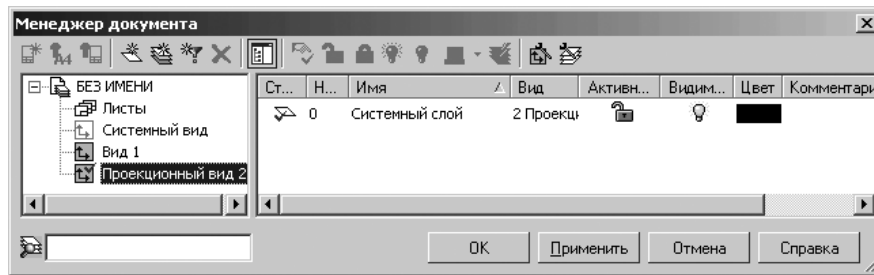 Менеджер документа
БЕЗ ИМЕНИ
Листы
Системный вид
Вид 1
Проекционный вид 2
Ст... Н... Имя Вид Активн... Видим... Цвет Комментари
0 Системный слой 2 Проекци
ОК Применить Отмена Справка